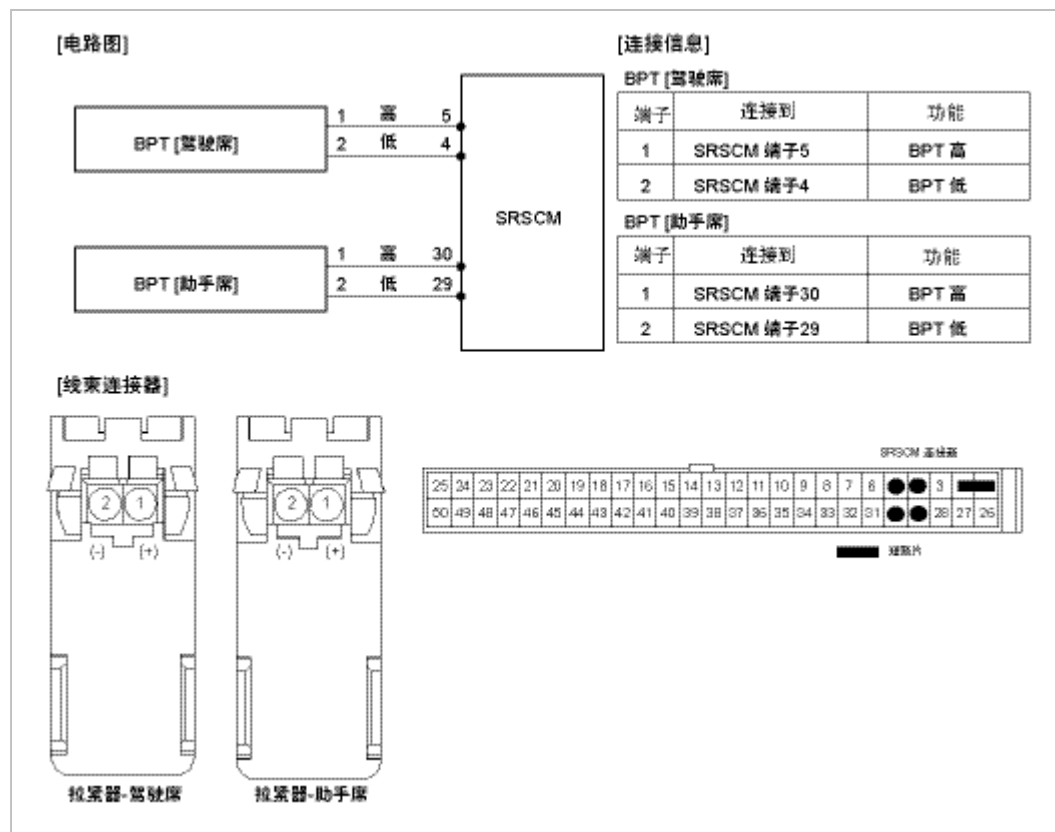 [电路图]
BPT [驾驶席]
1 高 5
2 低 4
SRSCM
BPT [助手席]
1 高 30
2 低 29
[连接信息]
BPT [驾驶席]
端子 连接到 功能
1 SRSCM 端子5 BPT 高
2 SRSCM 端子4 BPT 低
BPT [助手席]
端子 连接到 功能
1 SRSCM 端子30 BPT 高
2 SRSCM 端子29 BPT 低
[线束连接器]
2 1
(-) (+)
拉紧器-驾驶席
2 1
(-) (+)
拉紧器-助手席
SRSCM 连接器
25 24 23 22 21 20 19 18 17 16 15 14 13 12 11 10 9 8 7 6 3
50 49 48 47 46 45 44 43 42 41 40 39 38 37 36 35 34 33 32 31 28 27 26
短路片